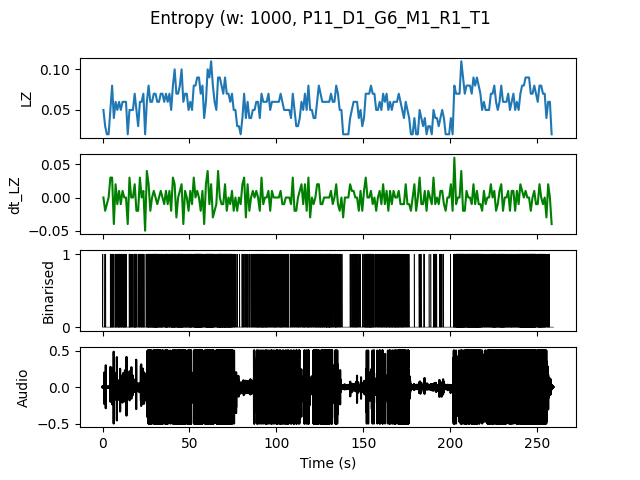 Entropy (w: 1000, P11_D1_G6_M1_R1_T1
0.10
0.05
LZ
0.05
0.00
−0.05
dt_LZ
1
0
Binarised
0.5
0.0
−0.5
Audio
0 50 100 150 200 250
Time (s)